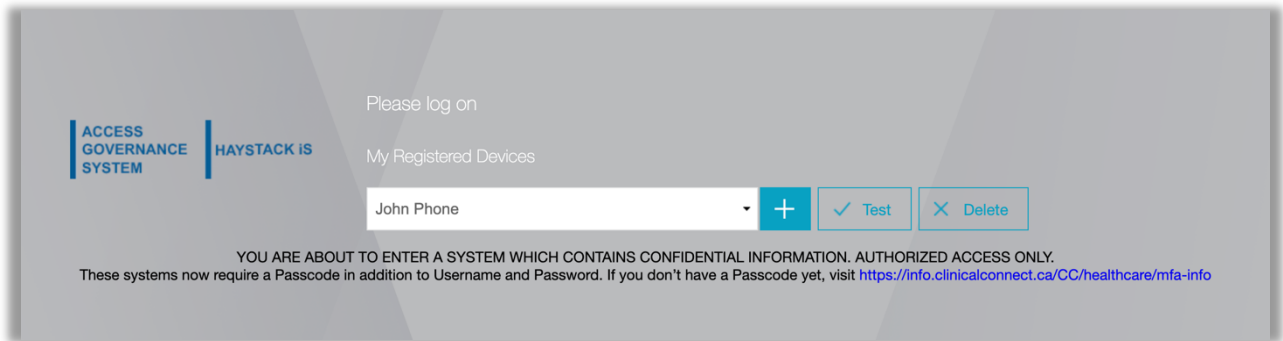 Please log on
ACCESS
GOVERNANCE
SYSTEM
HAYSTACK iS
My Registered Devices
John Phone
Test
Delete
YOU ARE ABOUT TO ENTER A SYSTEM WHICH CONTAINS CONFIDENTIAL INFORMATION. AUTHORIZED ACCESS ONLY.
These systems now require a Passcode in addition to Username and Password. If you don't have a Passcode yet, visit https://info.clinicalconnect.ca/CC/healthcare/mfa-info